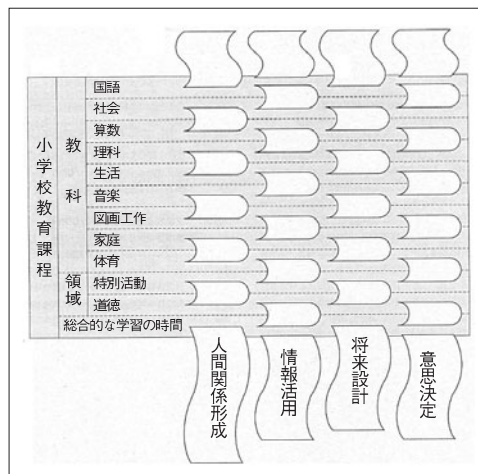 小学校教育課程
教科
国語
社会
算数
理科
生活
音楽
図画工作
家庭
体育
領域
特別活動
道徳
総合的な学習の時間
人間関係形成
情報活用
将来設計
意思決定